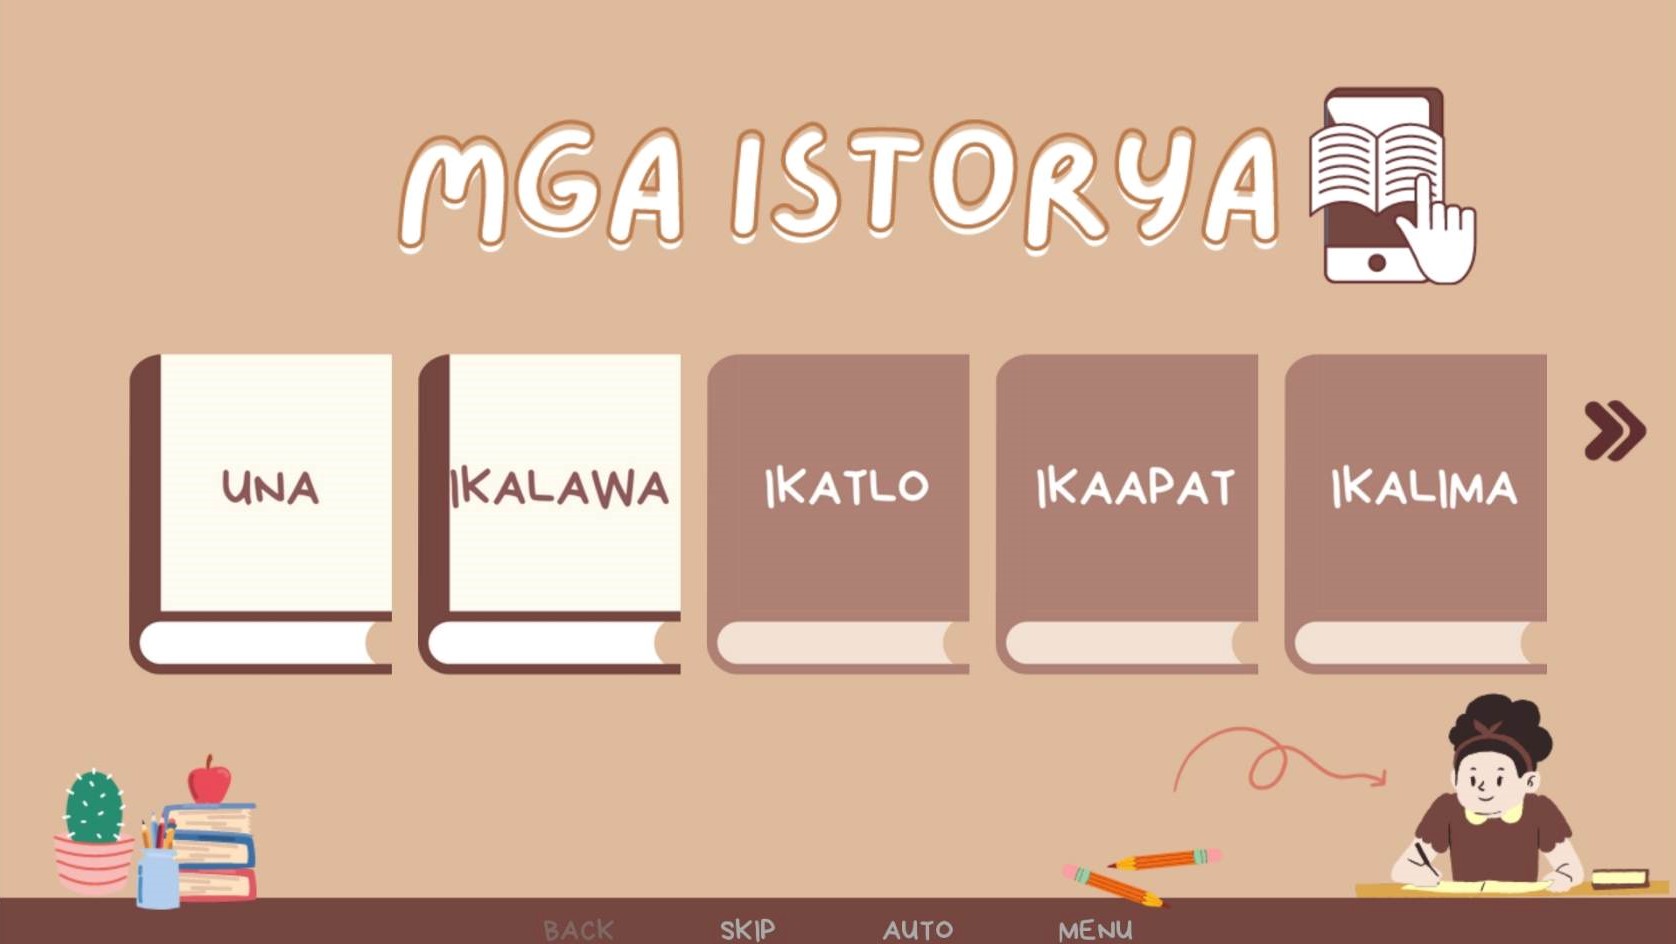 MGA ISTORYA
UNA
IKALAWA
IKATLO
IKAAPAT
IKALIMA
BACK SKIP AUTO MENU